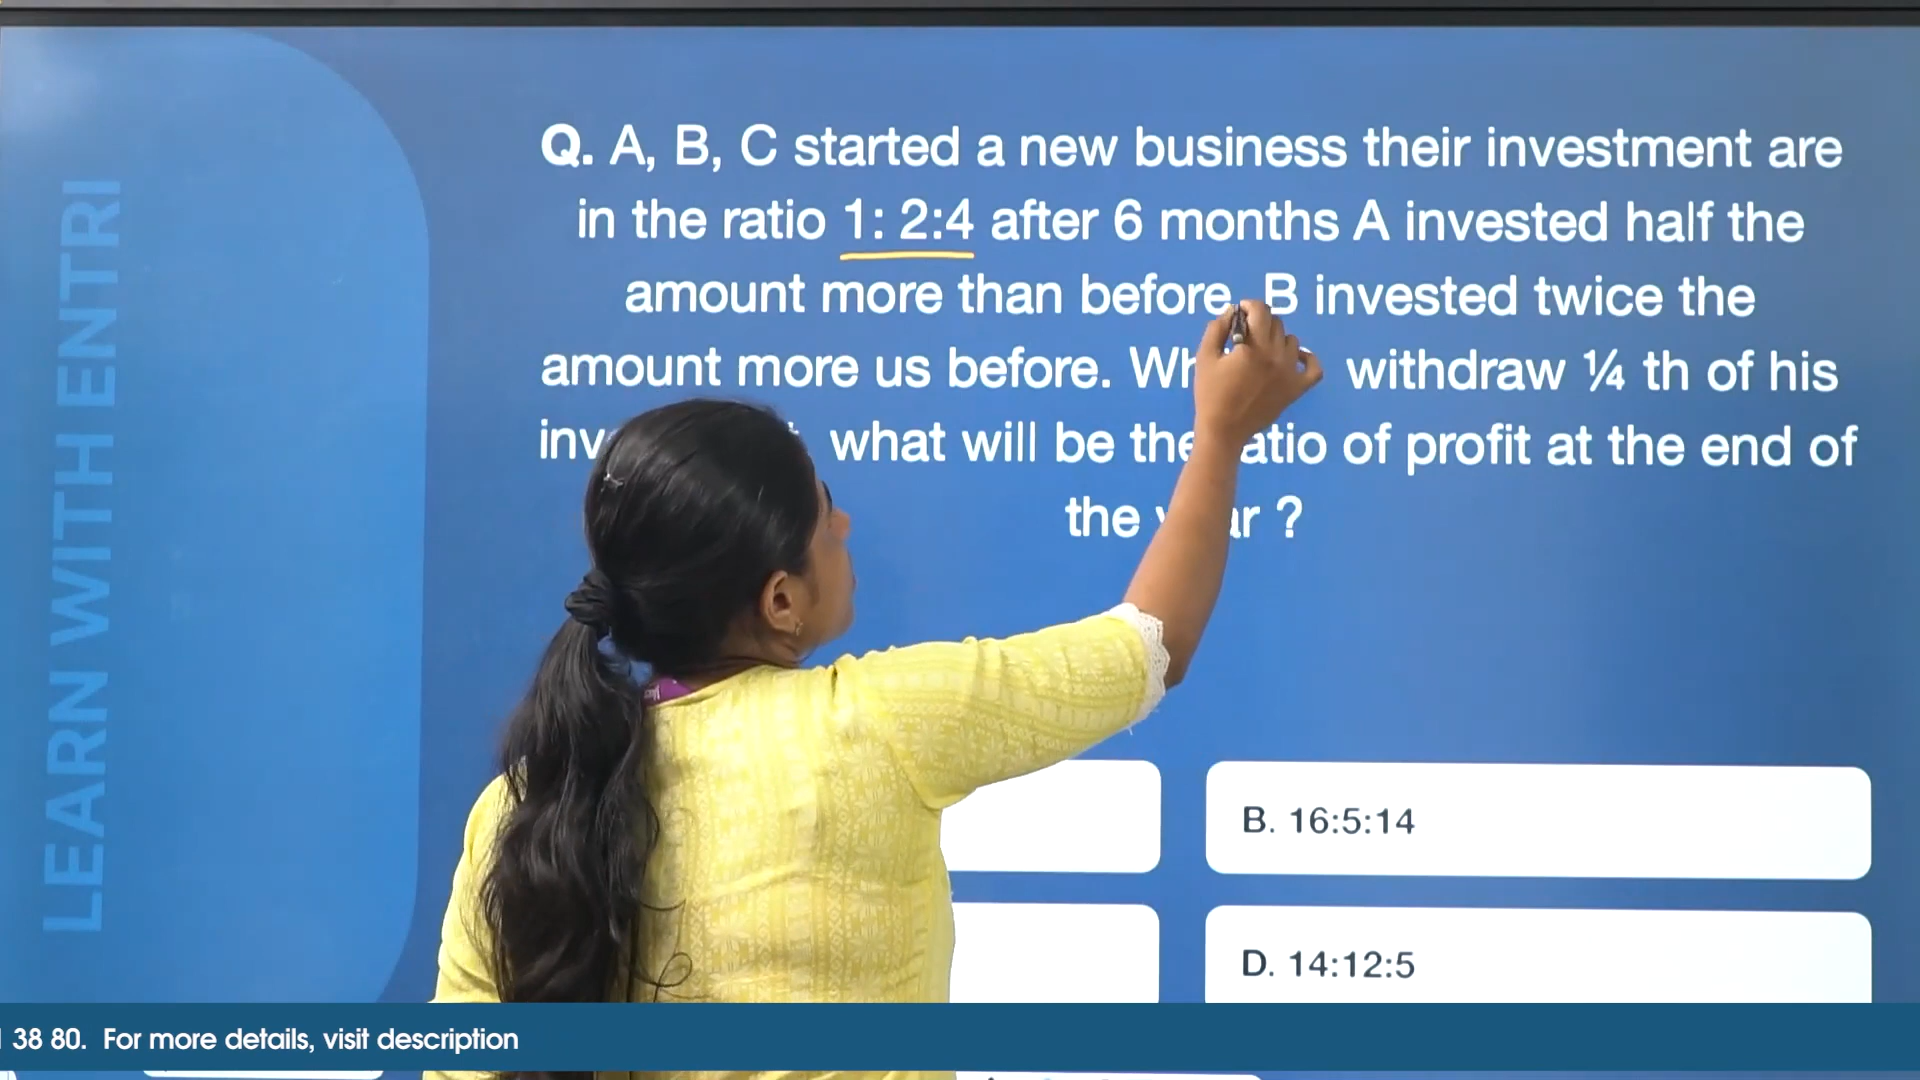 LEARN WITH ENTRI
Q. A, B, C started a new business their investment are
in the ratio 1: 2:4 after 6 months A invested half the
amount more than before, B invested twice the
amount more us before. withdraw ¼ th of his
what will be the ratio of profit at the end of
the ?
B. 16:5:14
D. 14:12:5
38 80. For more details, visit description